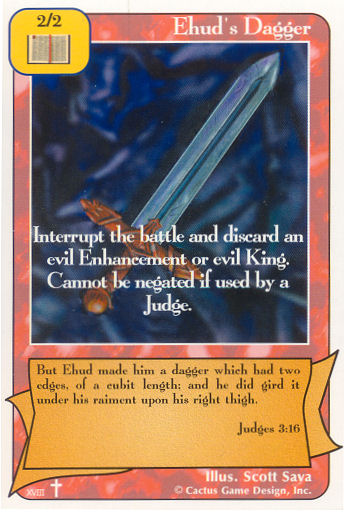 2/2
Ehud's Dagger
Interrupt the battle and discard an
evil Enhancement or evil King.
Cannot be negated if used by a
Judge.
But Ehud made him a dagger which had two
edges, of a cubit length; and he did gird it
under his raiment upon his right thigh.
Judges 3:16
Illus. Scott Sava
XVIII
© Cactus Game Design, Inc.